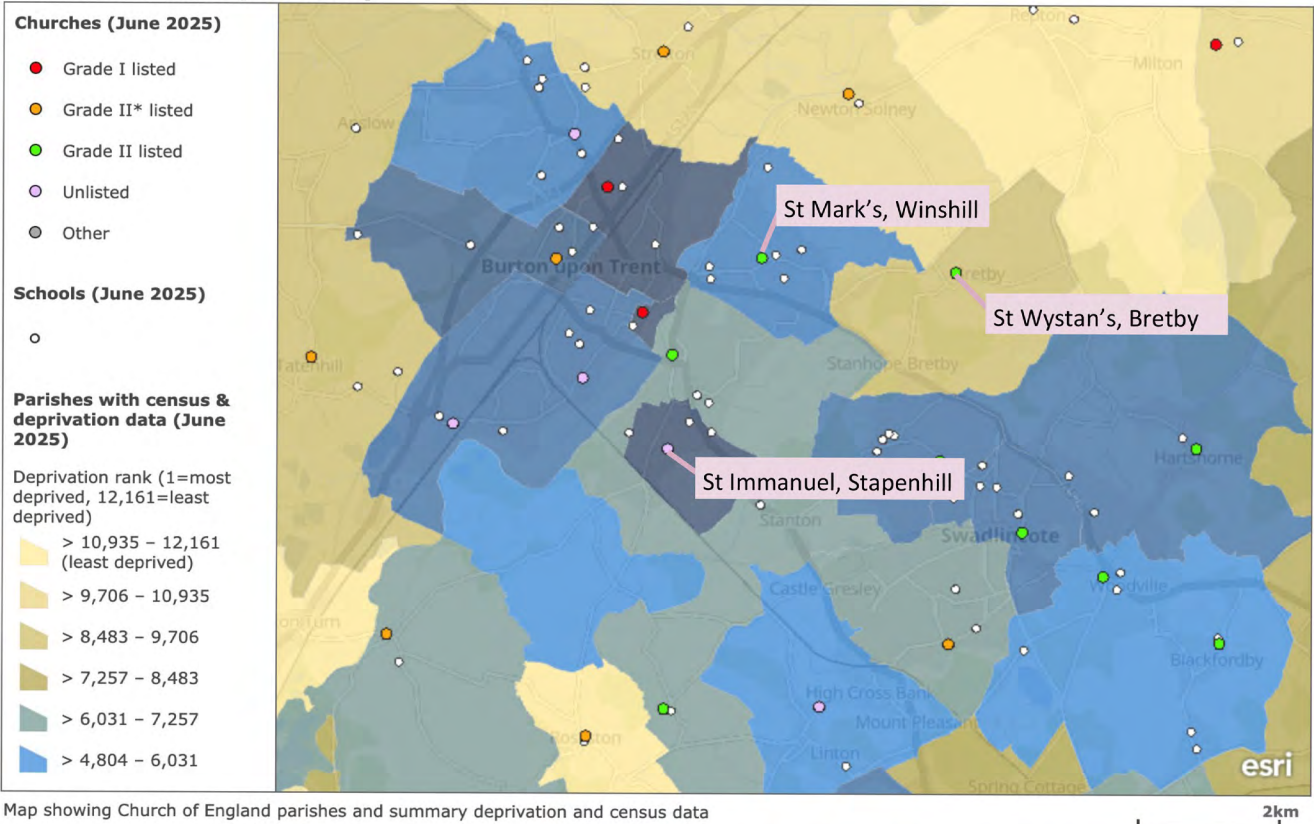 Churches (June 2025)
Grade I listed
Grade II* listed
Grade II listed
Unlisted
Other
Schools (June 2025)
Parishes with census &
deprivation data (June
2025)
Deprivation rank (1=most
deprived, 12,161=least
deprived)
> 10,935 – 12,161
(least deprived)
> 9,706 – 10,935
> 8,483 – 9,706
> 7,257 – 8,483
> 6,031 – 7,257
> 4,804 – 6,031
Repton
Milton
Newton Solney
St Mark's, Winshill
Burton upon Trent
St Wystan's, Bretby
Tatenhill
Stanhope Bretby
Hartshorne
St Immanuel, Stapenhill
Stanton
Swadlincote
Castle Gresley
Blackfordby
High Cross Bank
Mount Pleasant
Linton
Spring Cottage
esri
Map showing Church of England parishes and summary deprivation and census data
2km